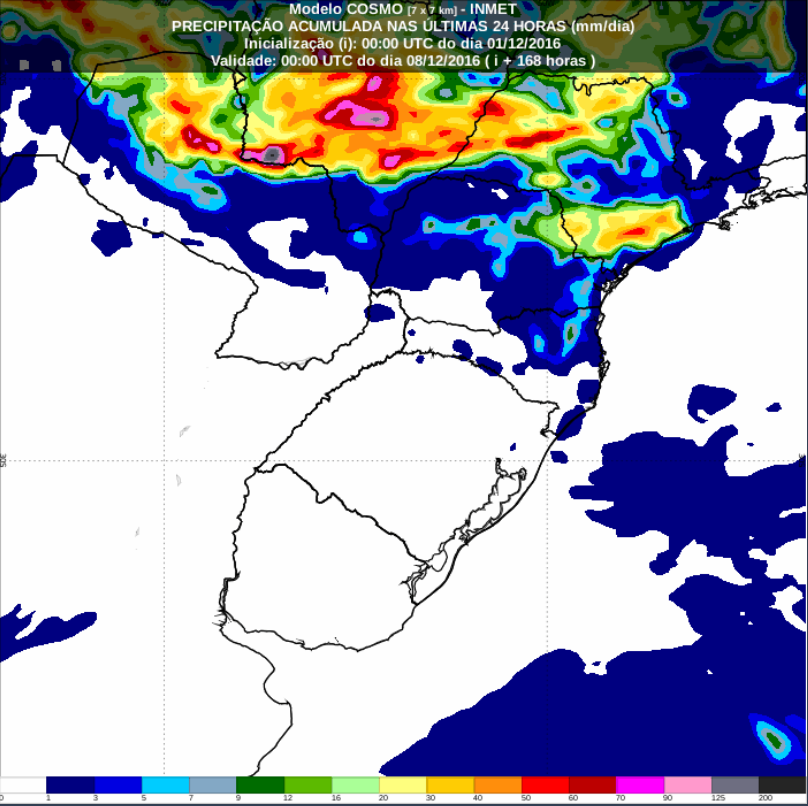 Modelo COSMO [7 x 7 km] - INMET
PRECIPITAÇÃO ACUMULADA NAS ÚLTIMAS 24 HORAS (mm/dia)
Inicialização (i): 00:00 UTC do dia 01/12/2016
Validade: 00:00 UTC do dia 08/12/2016 ( i + 168 horas )
0 1 3 5 7 9 12 16 20 30 40 50 60 70 90 125 200